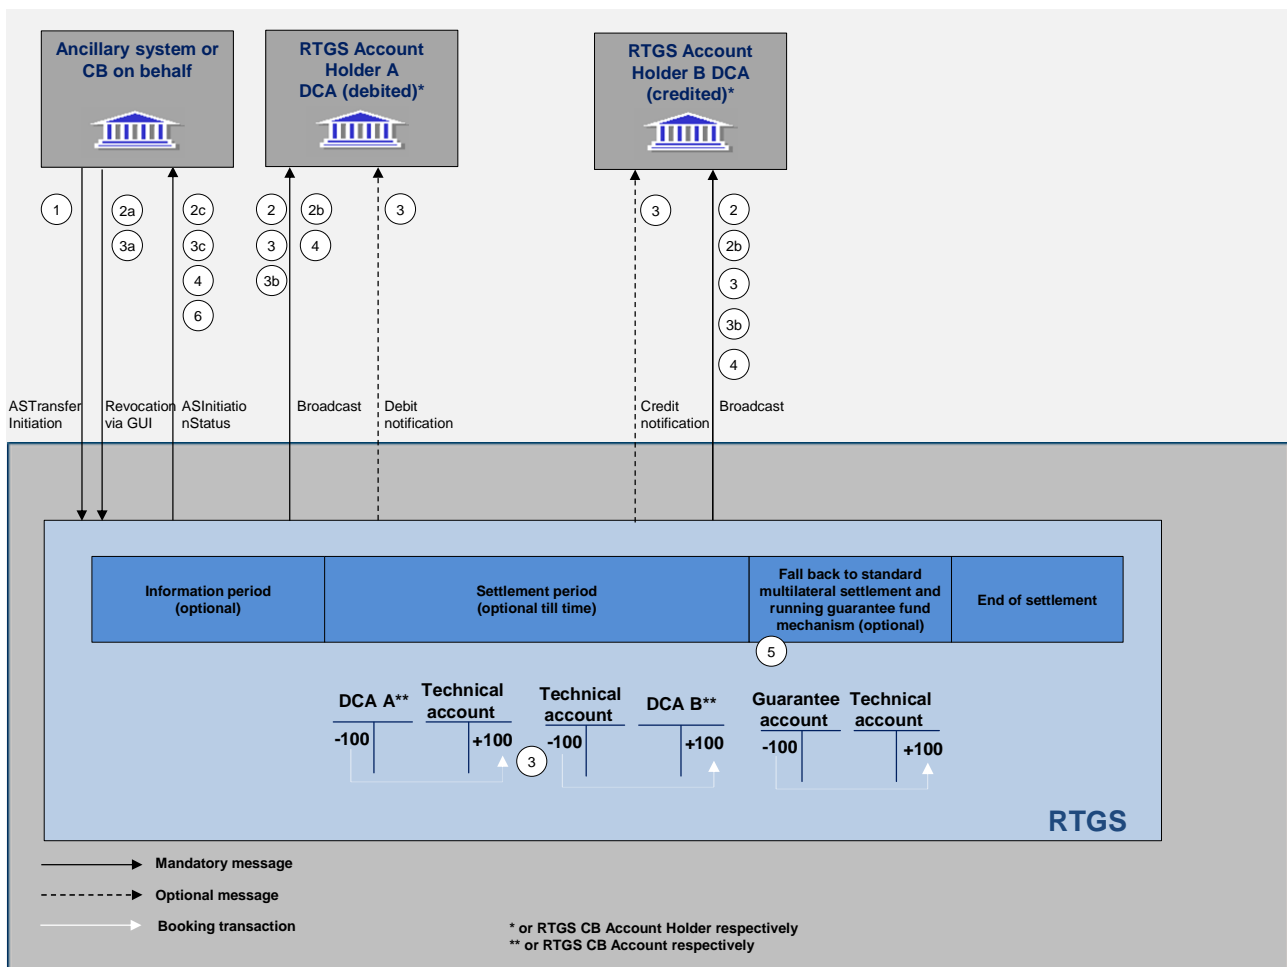 Ancillary system or
CB on behalf
RTGS Account
Holder A
DCA (debited)*
RTGS Account
Holder B DCA
(credited)*
1
2a
3a
2c
3c
4
6
2
3
3b
2b
4
3
3
2
2b
3
3b
4
ASTransfer
Initiation
Revocation
via GUI
ASInitiatio
nStatus
Broadcast
Debit
notification
Credit
notification
Broadcast
Information period
(optional)
Settlement period
(optional till time)
Fall back to standard
multilateral settlement and
running guarantee fund
mechanism (optional)
End of settlement
5
DCA A**
Technical
account
Technical
account
DCA B**
Guarantee
account
Technical
account
-100
+100
3
-100
+100
-100
+100
RTGS
Mandatory message
Optional message
Booking transaction
* or RTGS CB Account Holder respectively
** or RTGS CB Account respectively